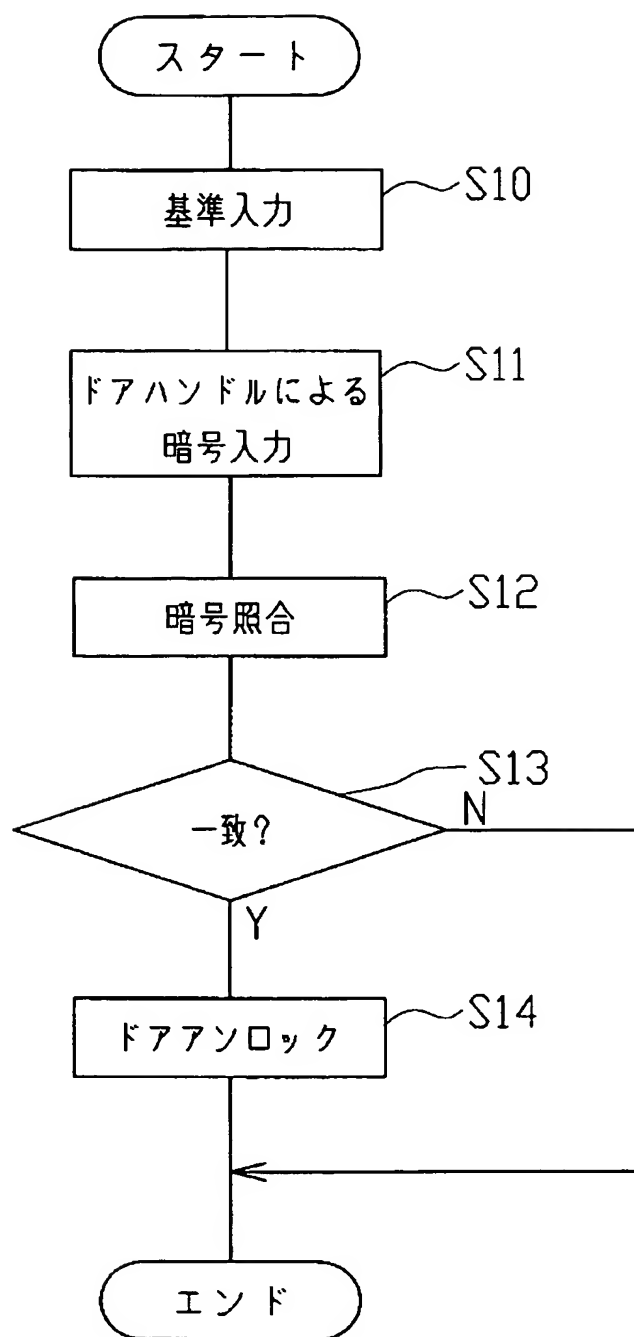 スタート
基準入力
S10
ドアハンドルによる
暗号入力
S11
暗号照合
S12
一致?
S13
N
Y
ドアアンロック
S14
エンド